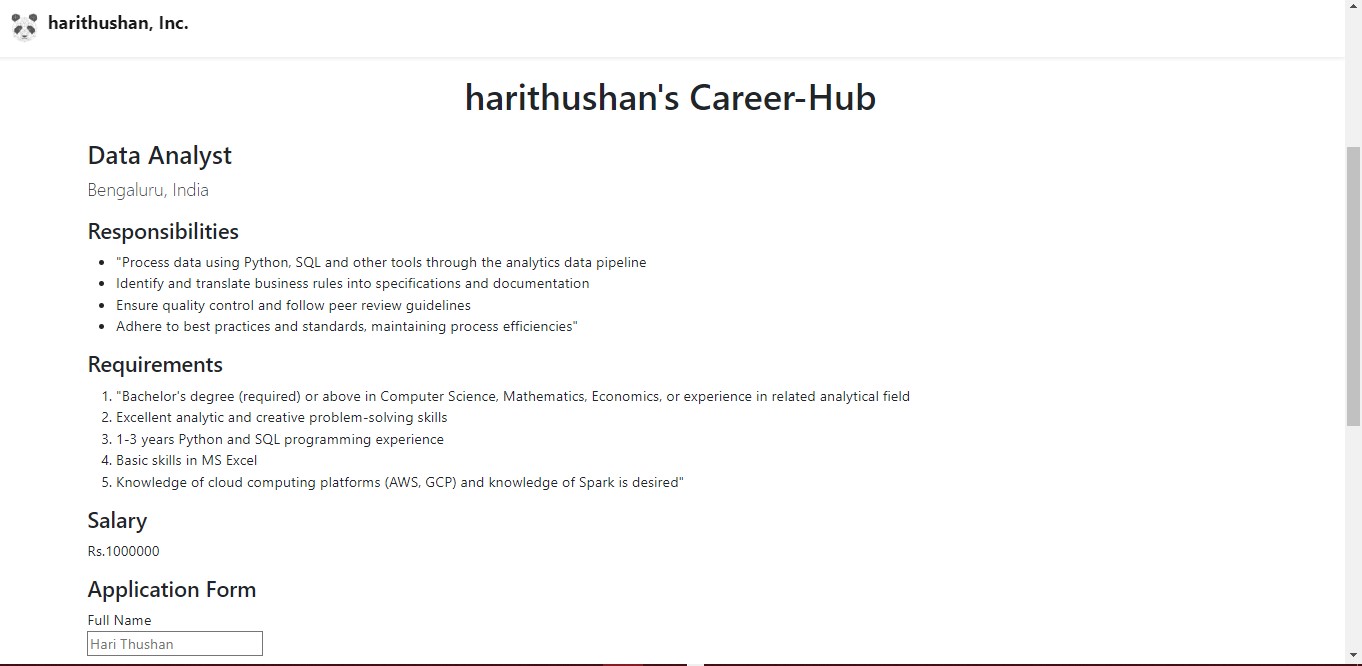 harithushan, Inc.
harithushan's Career-Hub
Data Analyst
Bengaluru, India
Responsibilities
• "Process data using Python, SQL and other tools through the analytics data pipeline
• Identify and translate business rules into specifications and documentation
• Ensure quality control and follow peer review guidelines
• Adhere to best practices and standards, maintaining process efficiencies"
Requirements
1. "Bachelor's degree (required) or above in Computer Science, Mathematics, Economics, or experience in related analytical field
2. Excellent analytic and creative problem-solving skills
3. 1-3 years Python and SQL programming experience
4. Basic skills in MS Excel
5. Knowledge of cloud computing platforms (AWS, GCP) and knowledge of Spark is desired"
Salary
Rs.1000000
Application Form
Full Name
Hari Thushan